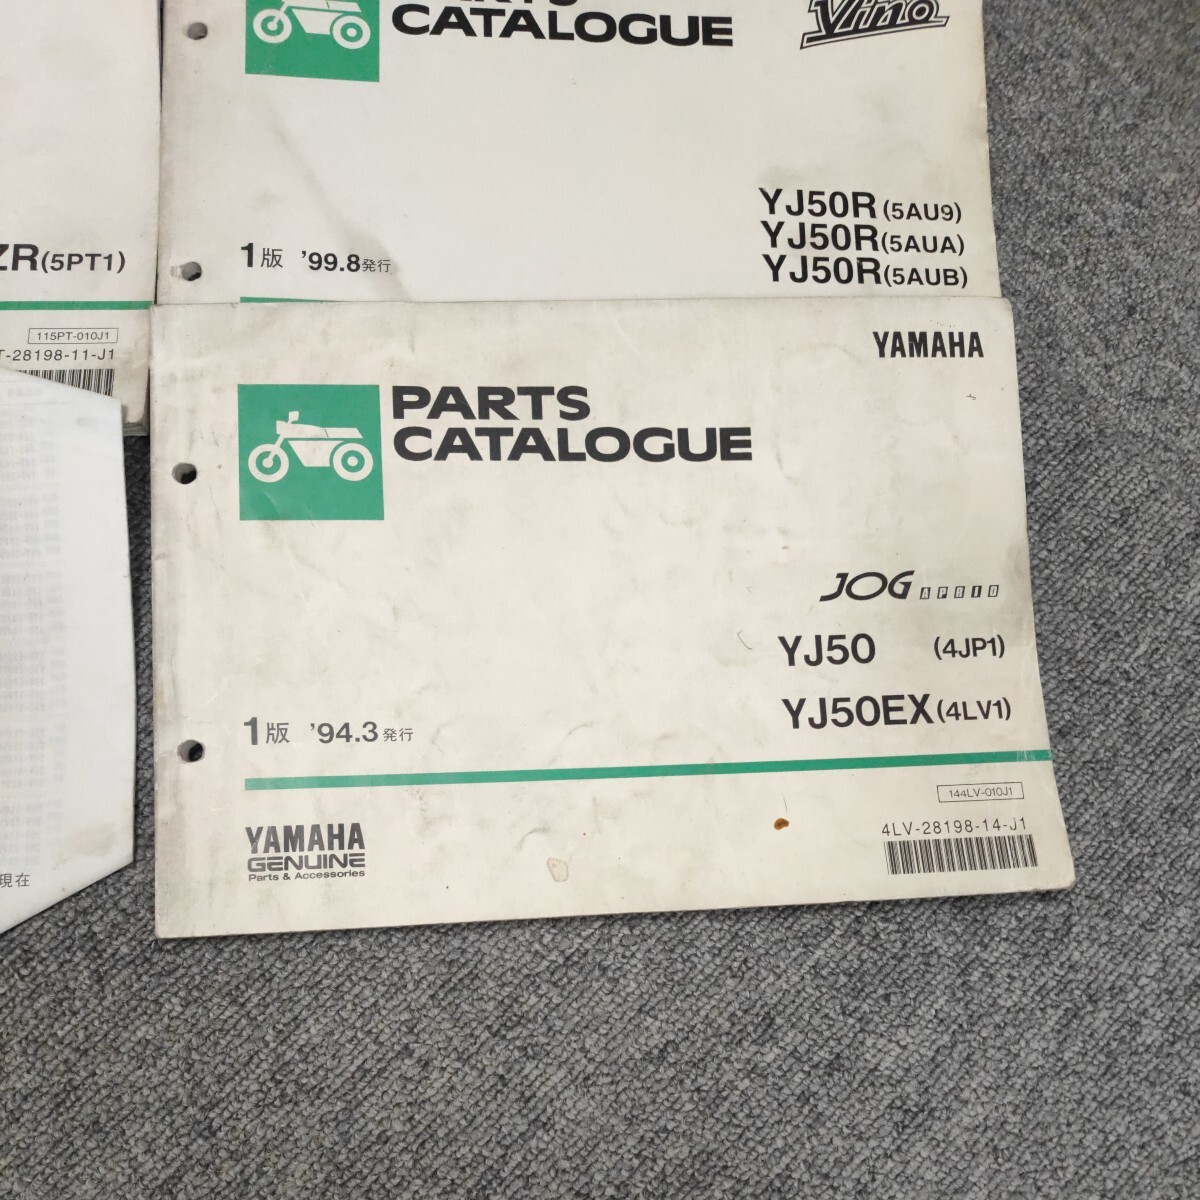 CATALOGUE
Vino
YJ50R (5AU9)
YJ50R (5AUA)
YJ50R (5AUB)
1版 '99.8発行
ZR (5PT1)
115PT-010J1
T-28198-11-J1
現在
YAMAHA
PARTS
CATALOGUE
JOG APRIO
YJ50 (4JP1)
YJ50EX (4LV1)
1版 '94.3発行
144LV-010J1
4LV-28198-14-J1
YAMAHA
GENUINE
Parts & Accessories